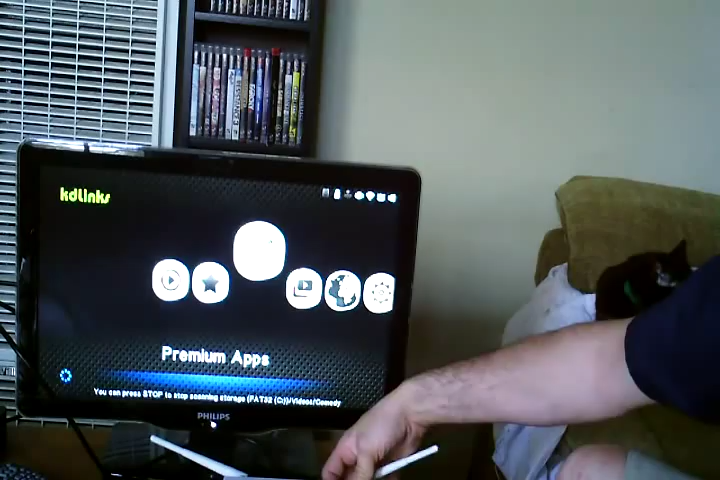 kdlinks
Premium Apps
You can press STOP to stop scanning storage (FAT32 (C:))/Videos/Comedy
PHILIPS